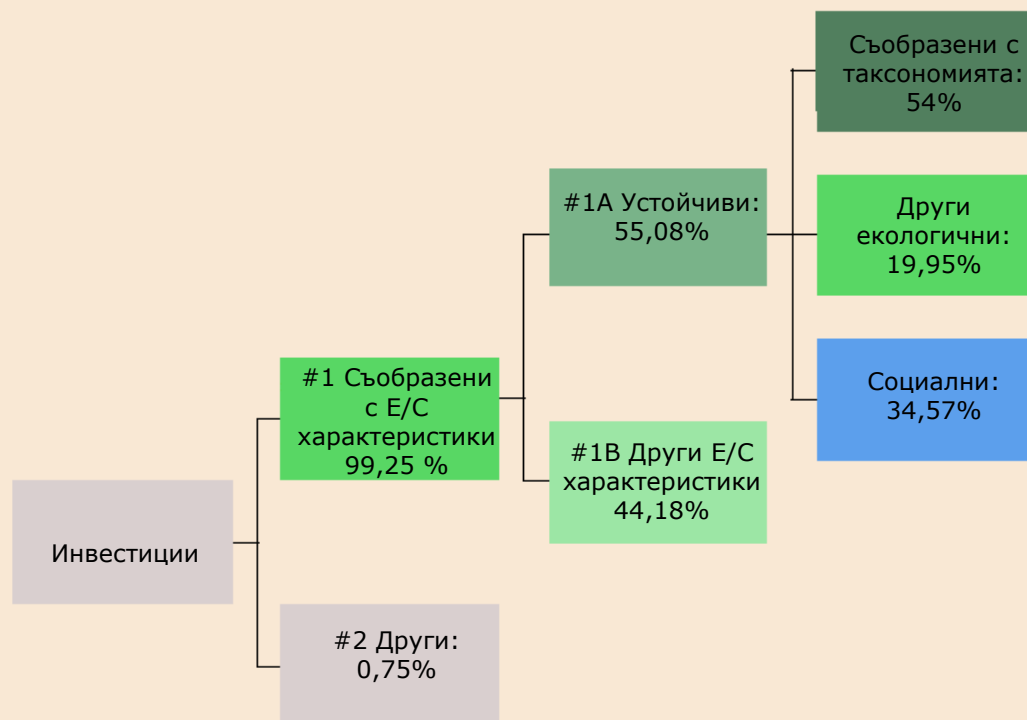 Инвестиции
#1 Съобразени
с Е/С
характеристики
99,25 %
#2 Други:
0,75%
#1А Устойчиви:
55,08%
#1В Други Е/С
характеристики
44,18%
Съобразени с
таксономията:
54%
Други
екологични:
19,95%
Социални:
34,57%